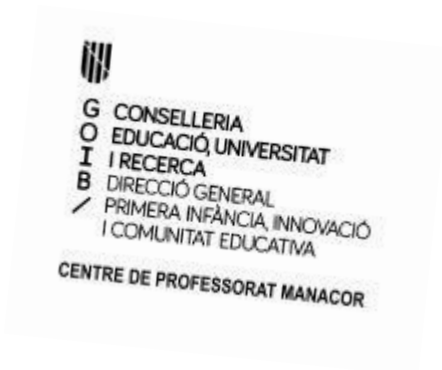 G CONSELLERIA
O EDUCACIÓ, UNIVERSITAT
I I RECERCA
B DIRECCIÓ GENERAL
/ PRIMERA INFÀNCIA, INNOVACIÓ
I COMUNITAT EDUCATIVA
CENTRE DE PROFESSORAT MANACOR